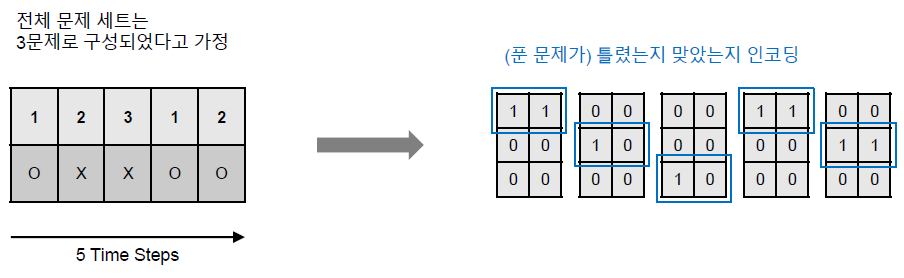 전체 문제 세트는
3문제로 구성되었다고 가정
(푼 문제가) 틀렸는지 맞았는지 인코딩
1 2 3 1 2
O X X O O
5 Time Steps
1 1 0 0 0 0 1 1 0 0
0 0 1 0 0 0 0 0 1 1
0 0 0 0 1 0 0 0 0 0